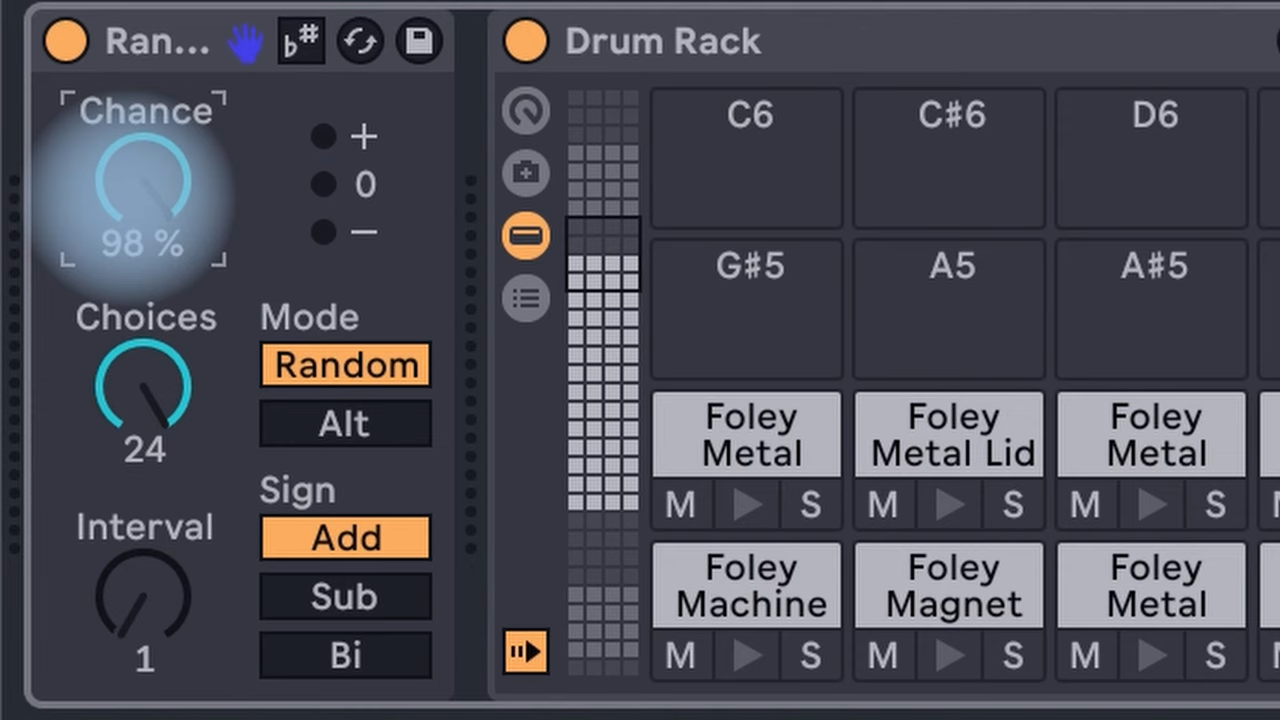 Ran...
♭#
Drum Rack
Chance
98 %
+
0
−
Choices
24
Mode
Random
Alt
Interval
1
Sign
Add
Sub
Bi
C6
C♯6
D6
G♯5
A5
A♯5
Foley
Metal
Foley
Metal Lid
Foley
Metal
M
S
M
S
M
S
Foley
Machine
Foley
Magnet
Foley
Metal
M
S
M
S
M
S